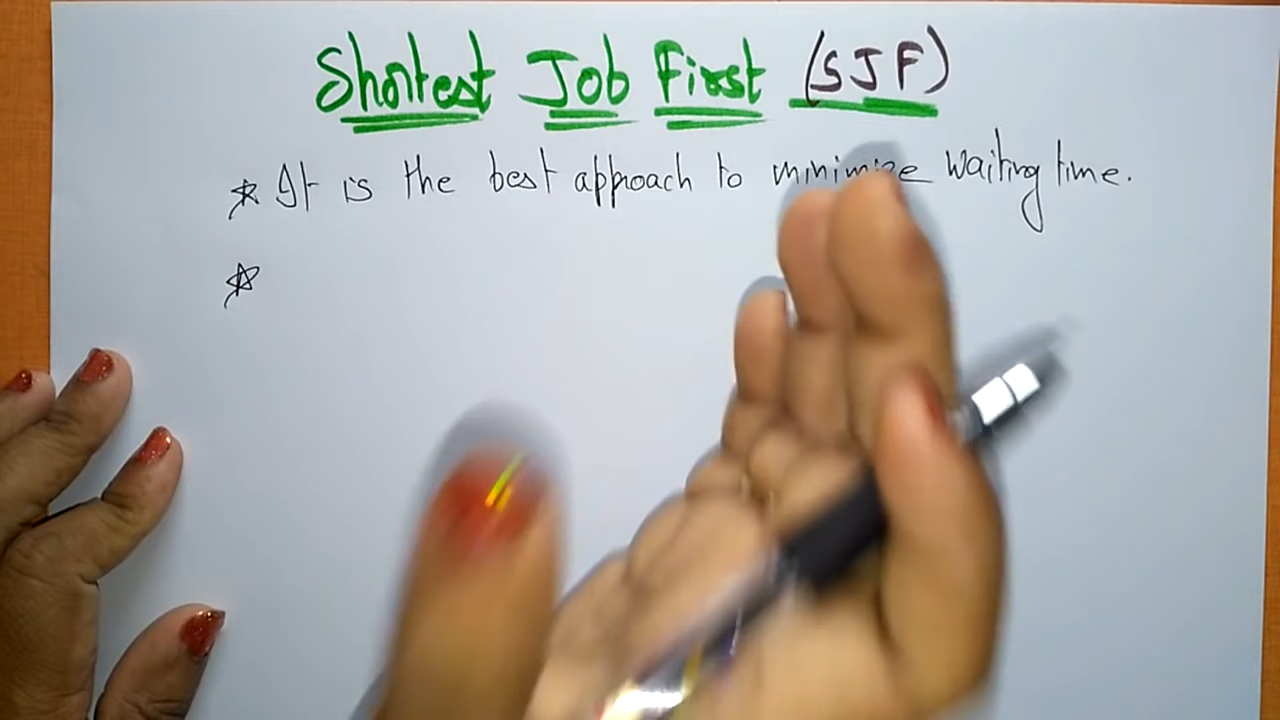 Shortest Job First (SJF)
* It is the best approach to minimize waiting time.
*